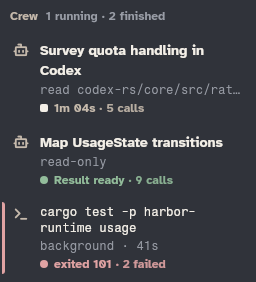 Crew 1 running · 2 finished
Survey quota handling in
Codex
read codex-rs/core/src/rat…
1m 04s · 5 calls
Map UsageState transitions
read-only
Result ready · 9 calls
cargo test -p harbor-
runtime usage
background · 41s
exited 101 · 2 failed